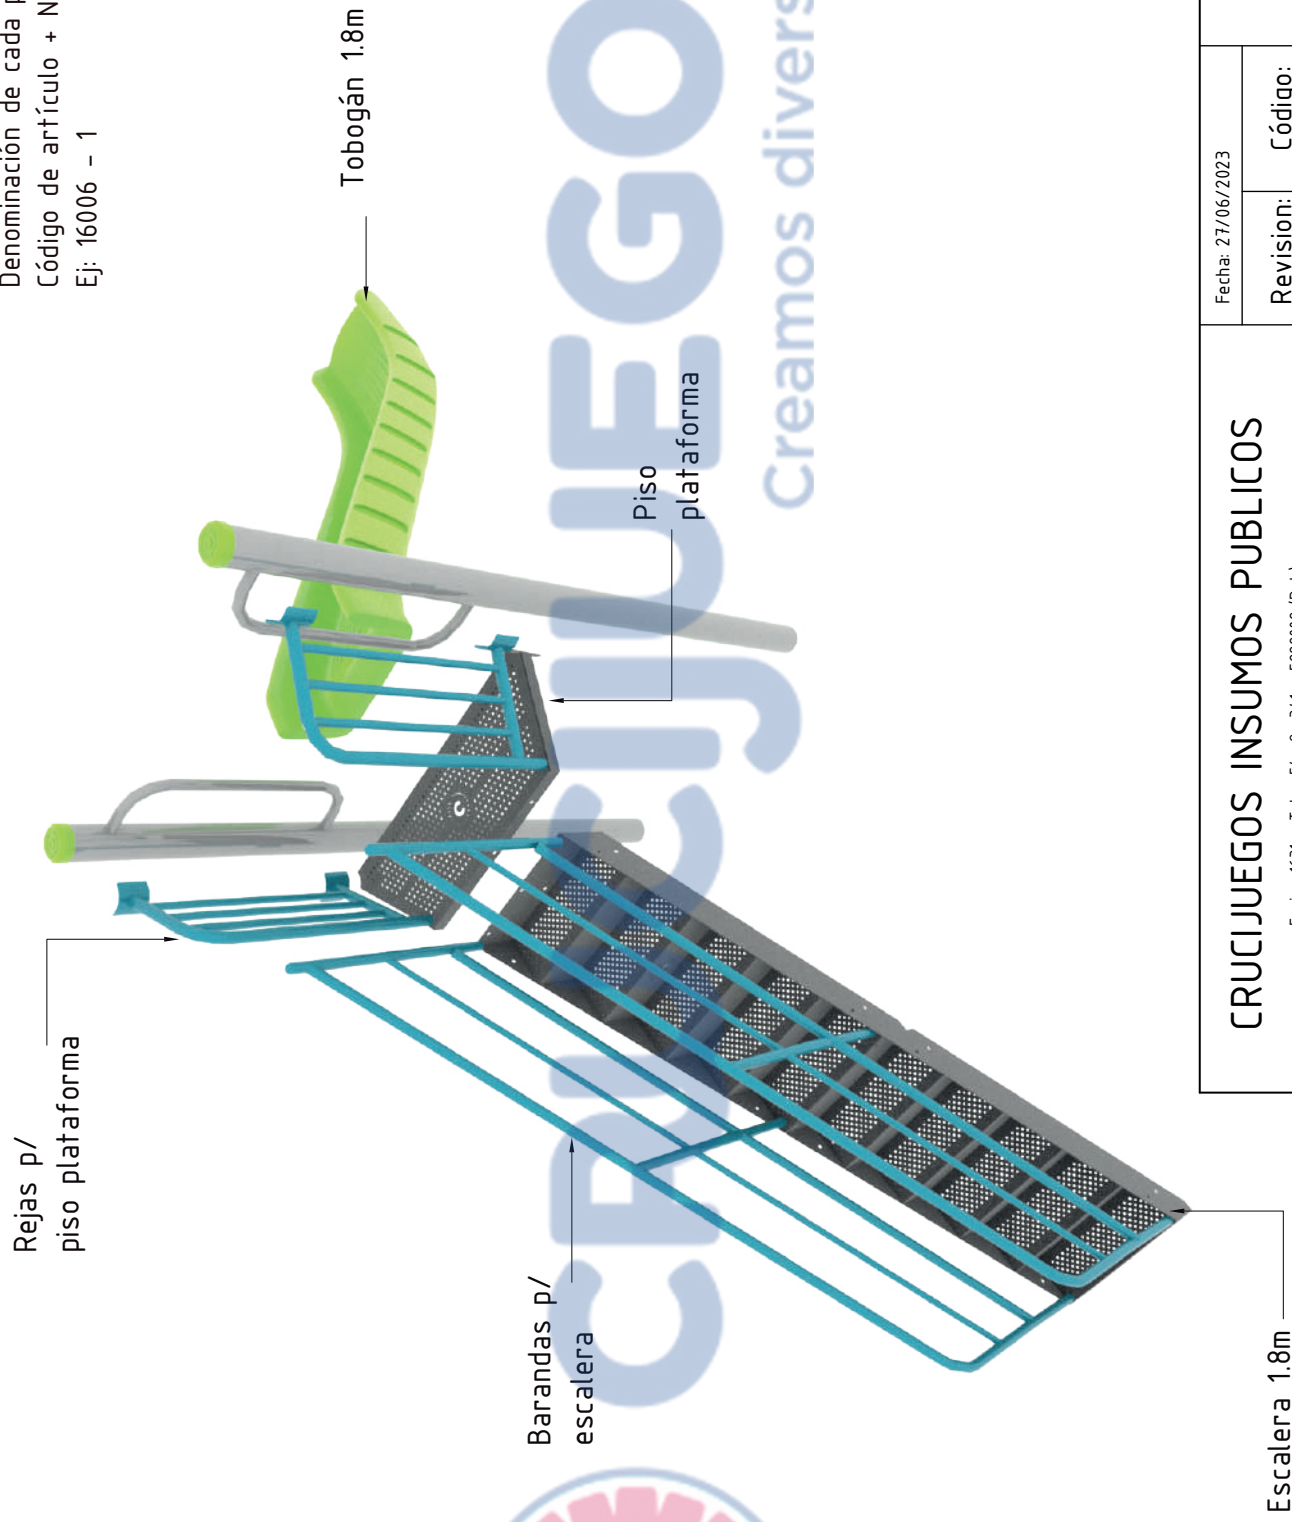 Denominación de cada
Código de artículo + N
Ej: 16006 - 1
Tobogán 1.8m
Rejas p/
piso plataforma
Piso
plataforma
Barandas p/
escalera
Escalera 1.8m
CRUCIJUEGO
Creamos divers
CRUCIJUEGOS INSUMOS PUBLICOS
Fecha: 27/06/2023
Revision:
Código: